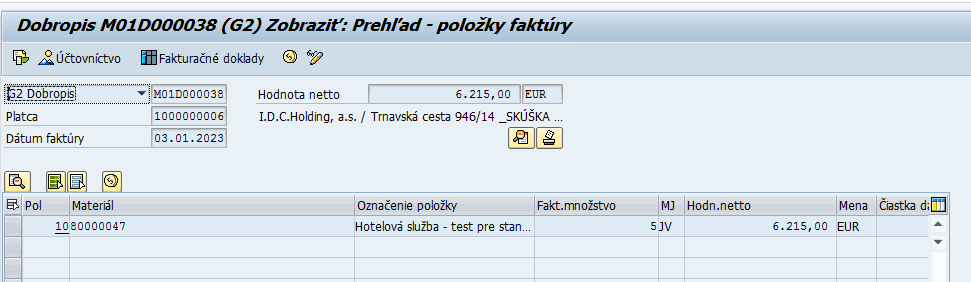 Dobropis M01D000038 (G2) Zobraziť: Prehľad - položky faktúry
Účtovníctvo Fakturačné doklady
G2 Dobropis M01D000038 Hodnota netto 6.215,00 EUR
Platca 1000000006 I.D.C.Holding, a.s. / Trnavská cesta 946/14 _SKÚŠKA ...
Dátum faktúry 03.01.2023
Pol Materiál Označenie položky Fakt.množstvo MJ Hodn.netto Mena Čiastka da
10 80000047 Hotelová služba - test pre stan... 5 JV 6.215,00 EUR